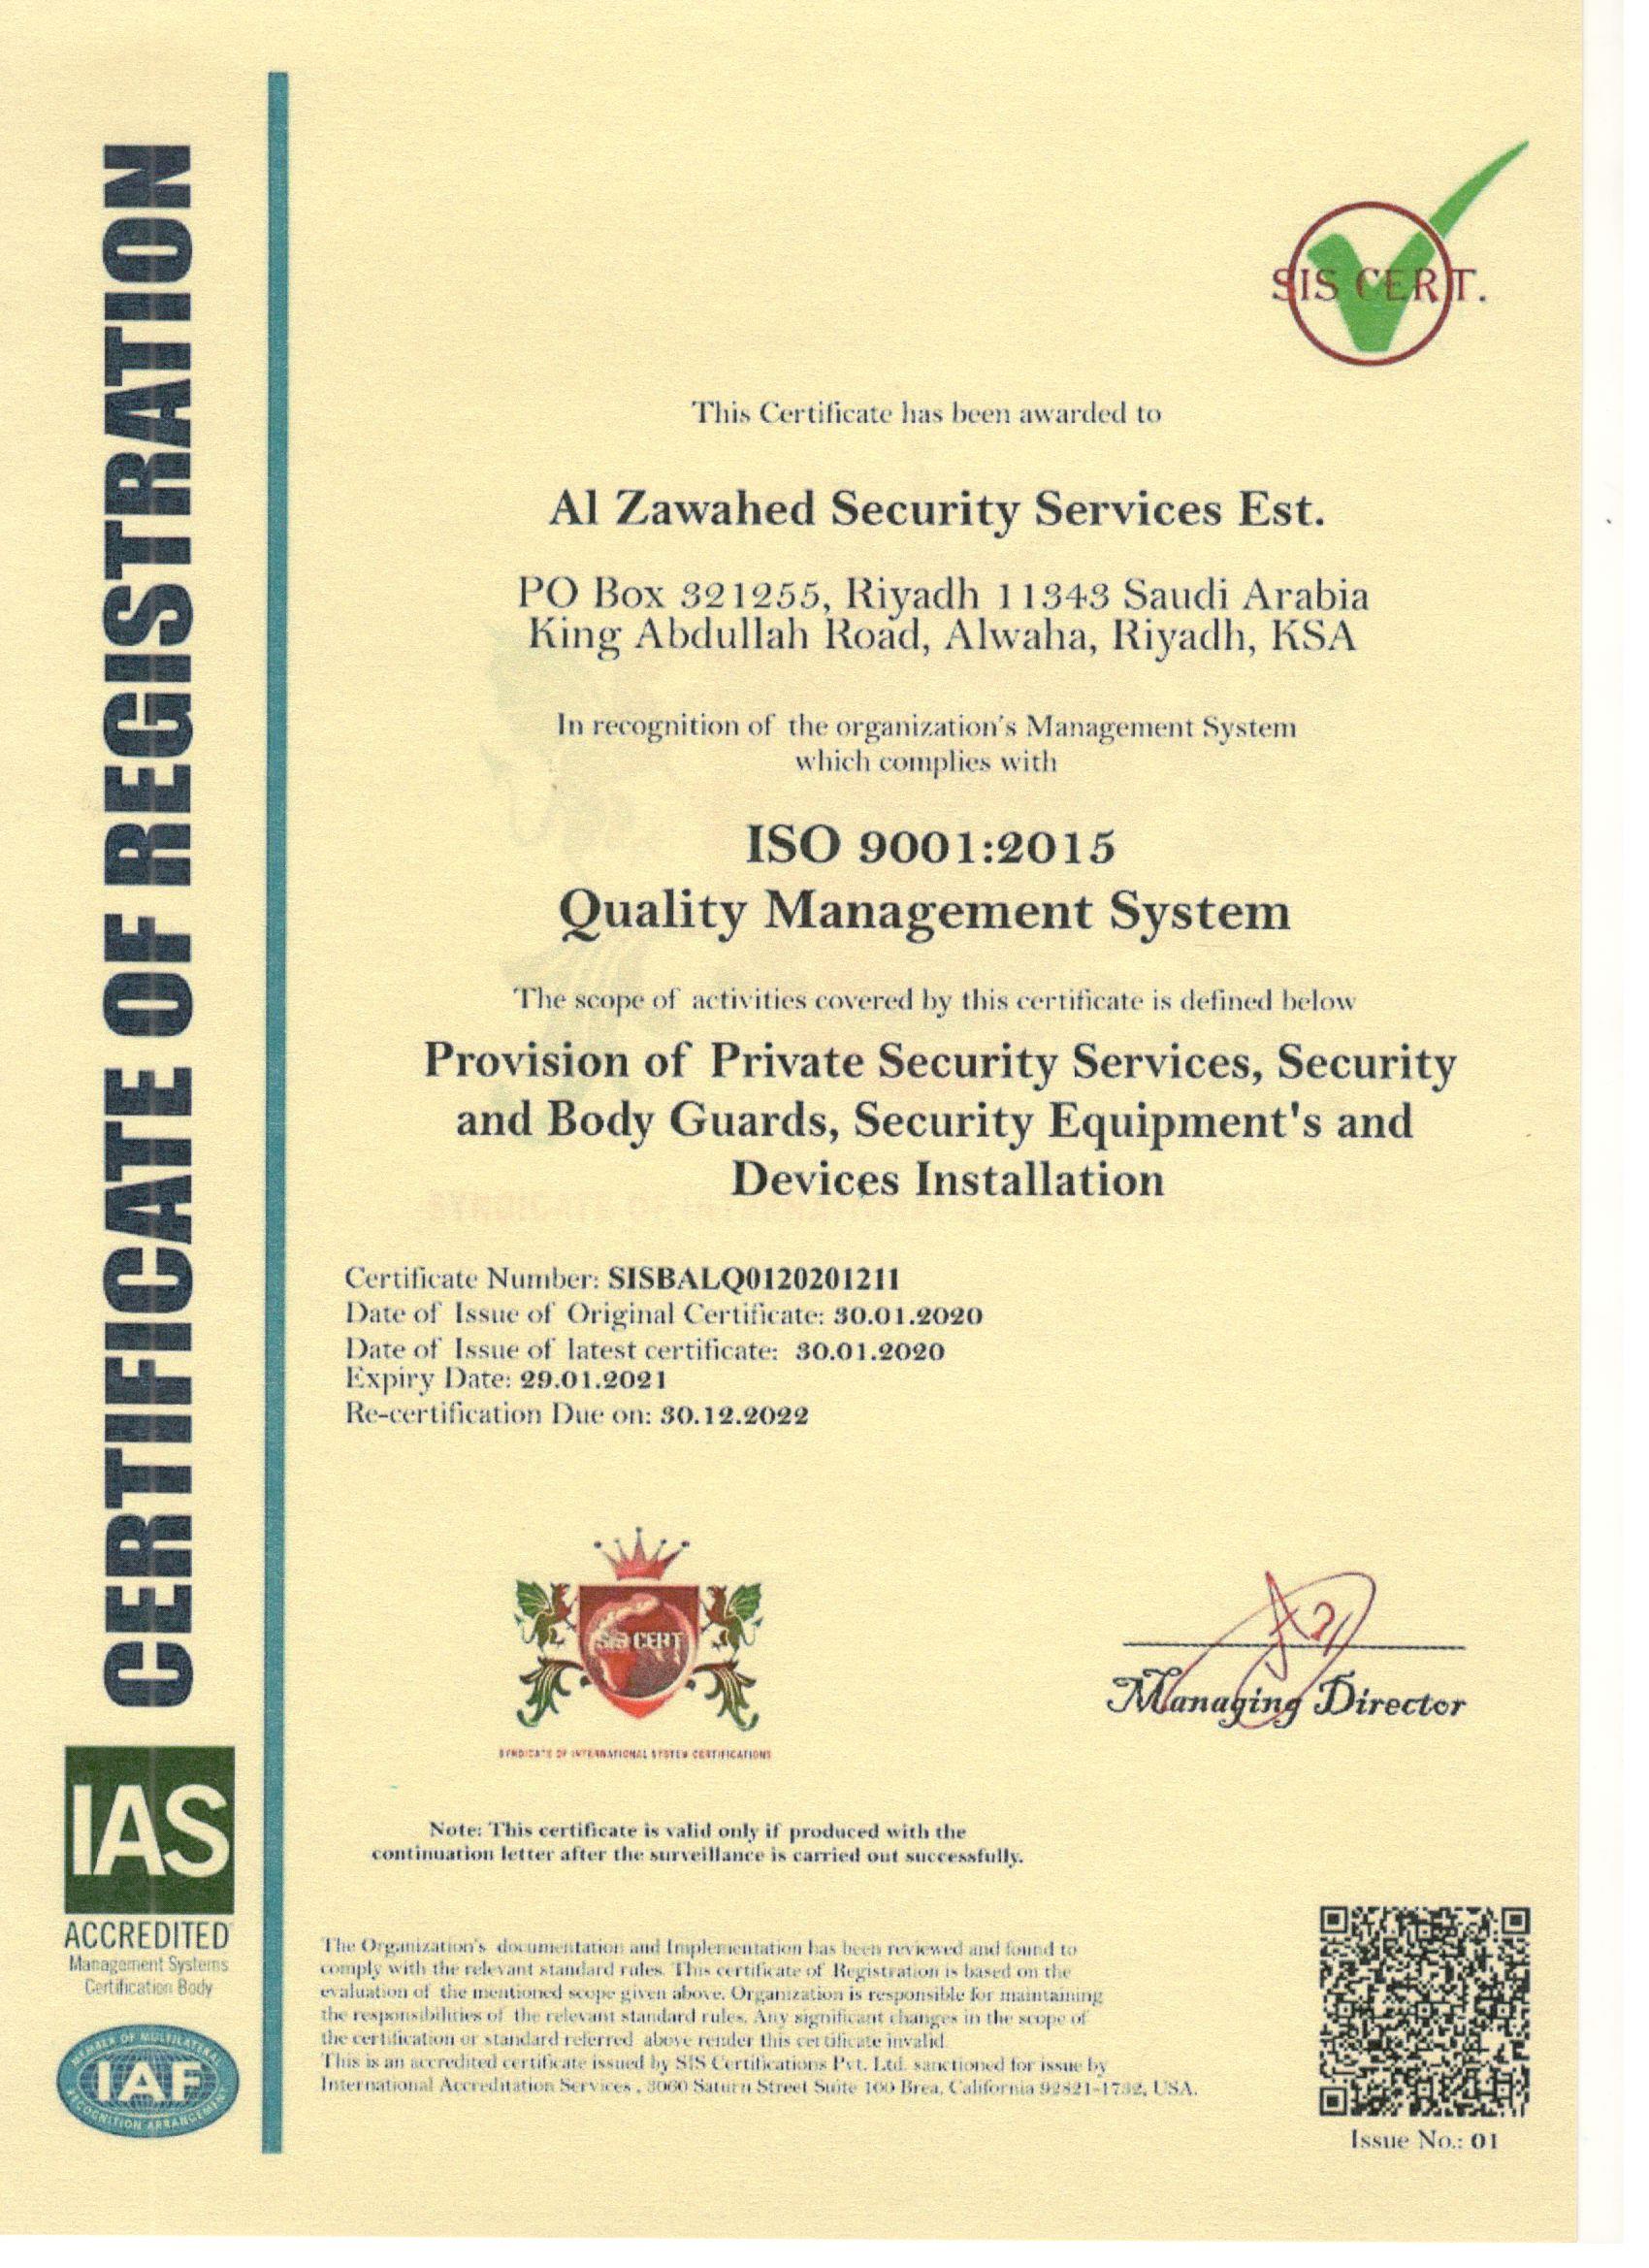 CERTIFICATE OF REGISTRATION
SIS CERT.
This Certificate has been awarded to
Al Zawahed Security Services Est.
PO Box 321255, Riyadh 11343 Saudi Arabia
King Abdullah Road, Alwaha, Riyadh, KSA
In recognition of the organization's Management System
which complies with
ISO 9001:2015
Quality Management System
The scope of activities covered by this certificate is defined below
Provision of Private Security Services, Security
and Body Guards, Security Equipment's and
Devices Installation
Certificate Number: SISBALQ0120201211
Date of Issue of Original Certificate: 30.01.2020
Date of Issue of latest certificate: 30.01.2020
Expiry Date: 29.01.2021
Re-certification Due on: 30.12.2022
SIS CERT
SYNDICATE OF INTERNATIONAL SYSTEM CERTIFICATIONS
Managing Director
Note: This certificate is valid only if produced with the
continuation letter after the surveillance is carried out successfully.
IAS
ACCREDITED
Management Systems
Certification Body
MEMBER OF MULTILATERAL
IAF
RECOGNITION ARRANGEMENT
The Organization's documentation and Implementation has been reviewed and found to
comply with the relevant standard rules. This certificate of Registration is based on the
evaluation of the mentioned scope given above. Organization is responsible for maintaining
the responsibilities of the relevant standard rules. Any significant changes in the scope of
the certification or standard referred above render this certificate invalid.
This is an accredited certificate issued by SIS Certifications Pvt. Ltd. sanctioned for issue by
International Accreditation Services, 3060 Saturn Street Suite 100 Brea, California 92821-1732, USA.
Issue No.: 01